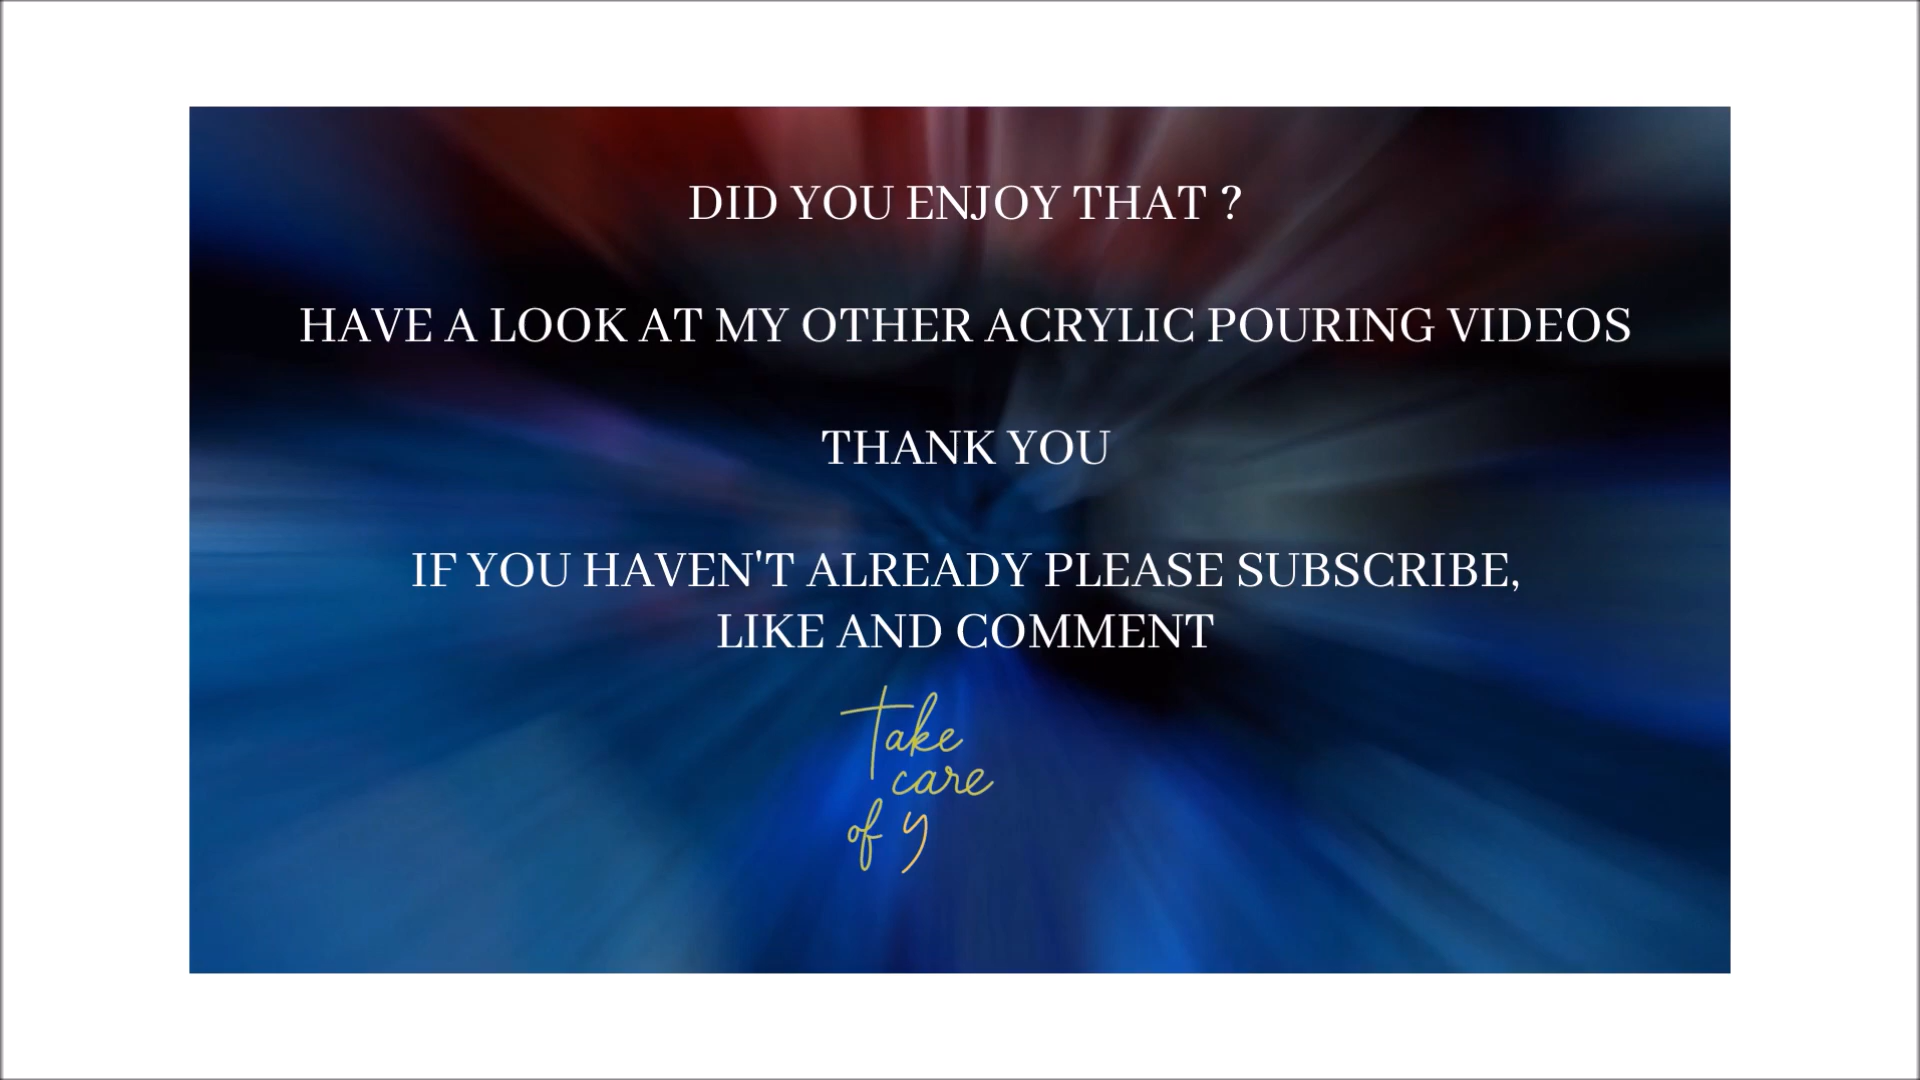 DID YOU ENJOY THAT ?
HAVE A LOOK AT MY OTHER ACRYLIC POURING VIDEOS
THANK YOU
IF YOU HAVEN'T ALREADY PLEASE SUBSCRIBE,
LIKE AND COMMENT
Take
care
of y